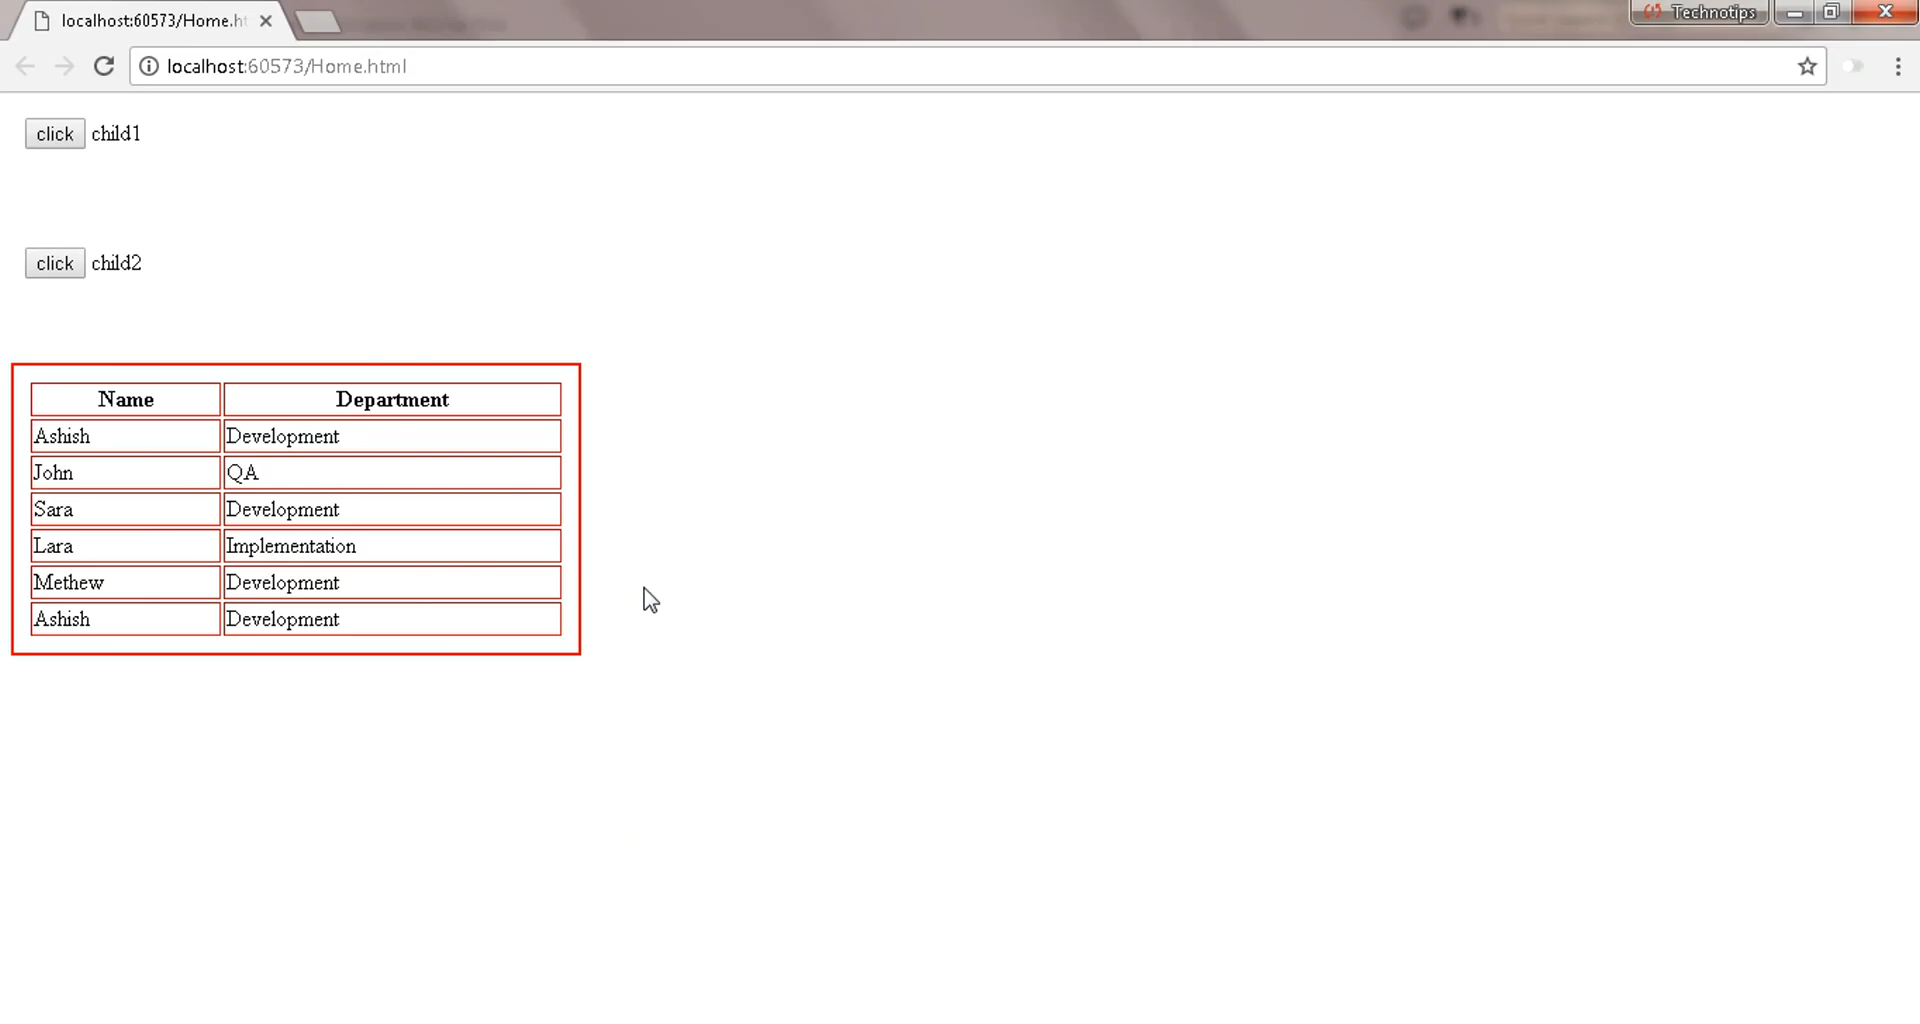 localhost:60573/Home.ht
Technotips
localhost:60573/Home.html
click child1
click child2
Name Department
Ashish Development
John QA
Sara Development
Lara Implementation
Methew Development
Ashish Development